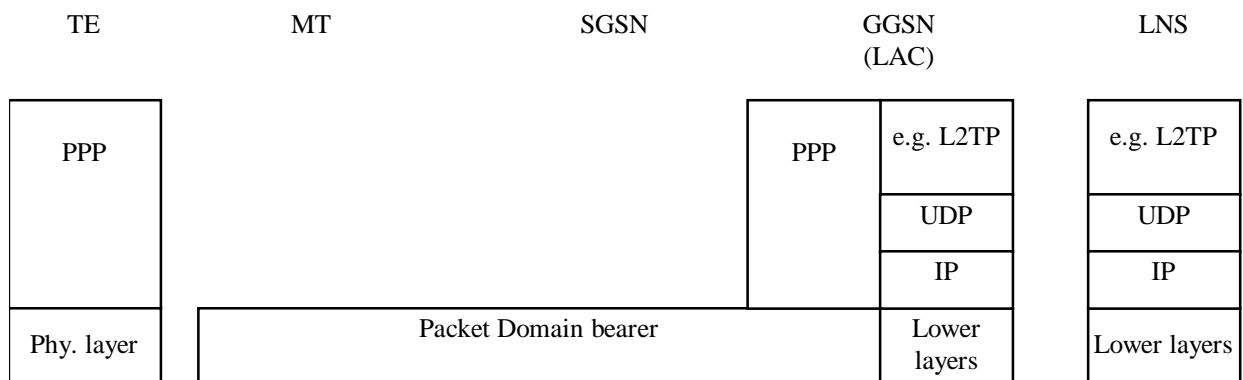 TE MT SGSN GGSN LNS
(LAC)
PPP PPP e.g. L2TP e.g. L2TP
UDP UDP
IP IP
Phy. layer Packet Domain bearer Lower Lower layers
layers